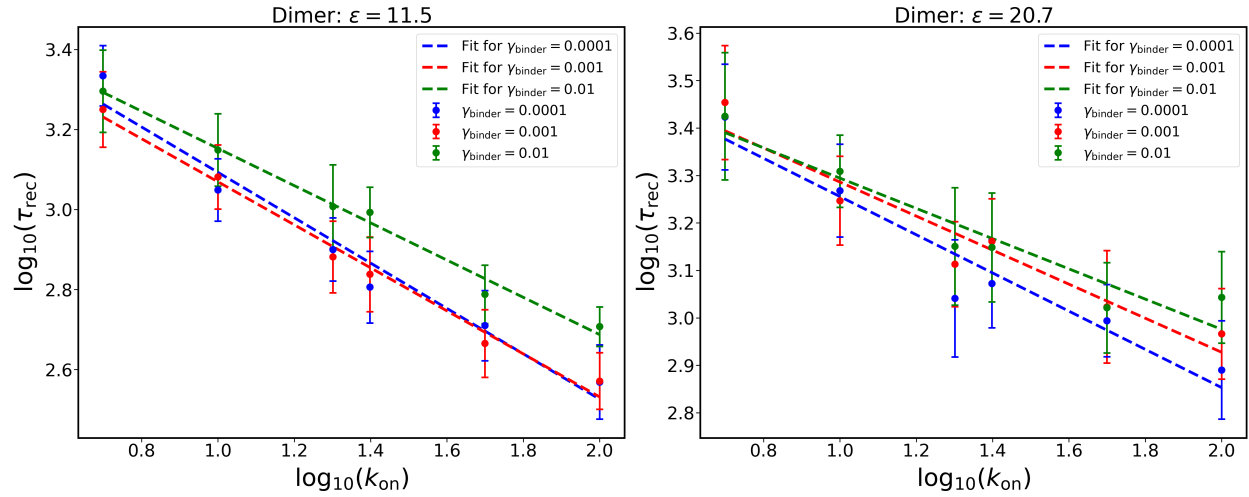 Dimer: ε = 11.5
log₁₀(τ_rec)
3.4
3.2
3.0
2.8
2.6
Fit for γ_binder = 0.0001
Fit for γ_binder = 0.001
Fit for γ_binder = 0.01
γ_binder = 0.0001
γ_binder = 0.001
γ_binder = 0.01
0.8 1.0 1.2 1.4 1.6 1.8 2.0
log₁₀(k_on)
Dimer: ε = 20.7
log₁₀(τ_rec)
3.6
3.5
3.4
3.3
3.2
3.1
3.0
2.9
2.8
Fit for γ_binder = 0.0001
Fit for γ_binder = 0.001
Fit for γ_binder = 0.01
γ_binder = 0.0001
γ_binder = 0.001
γ_binder = 0.01
0.8 1.0 1.2 1.4 1.6 1.8 2.0
log₁₀(k_on)